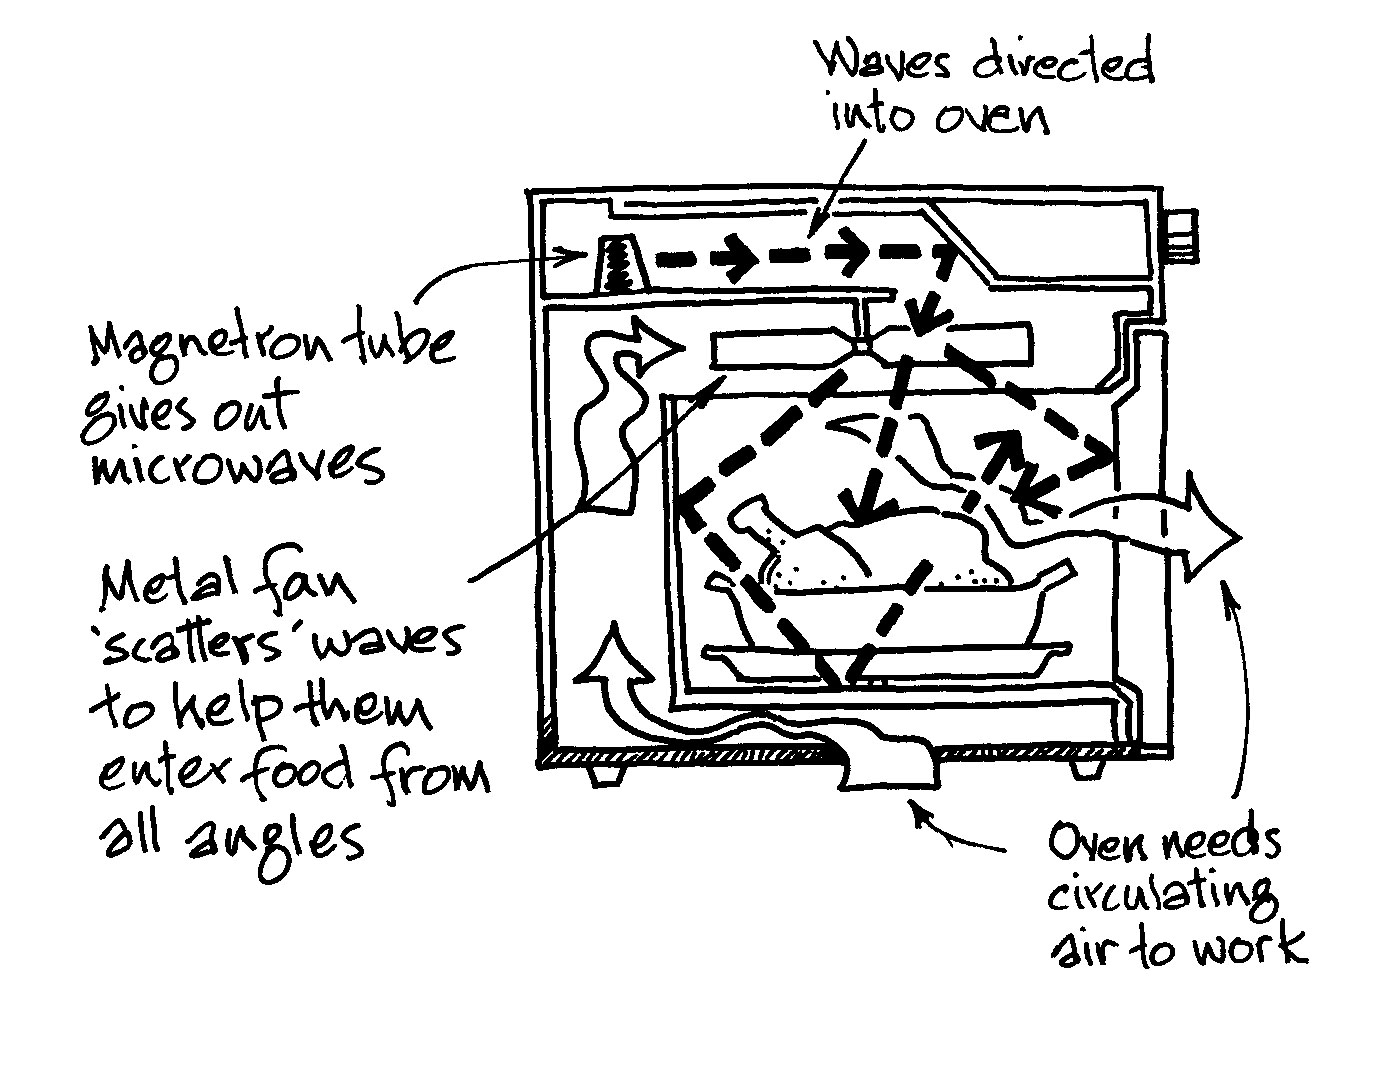 Waves directed
into oven
Magnetron tube
gives out
microwaves
Metal fan
'scatters' waves
to help them
enter food from
all angles
Oven needs
circulating
air to work